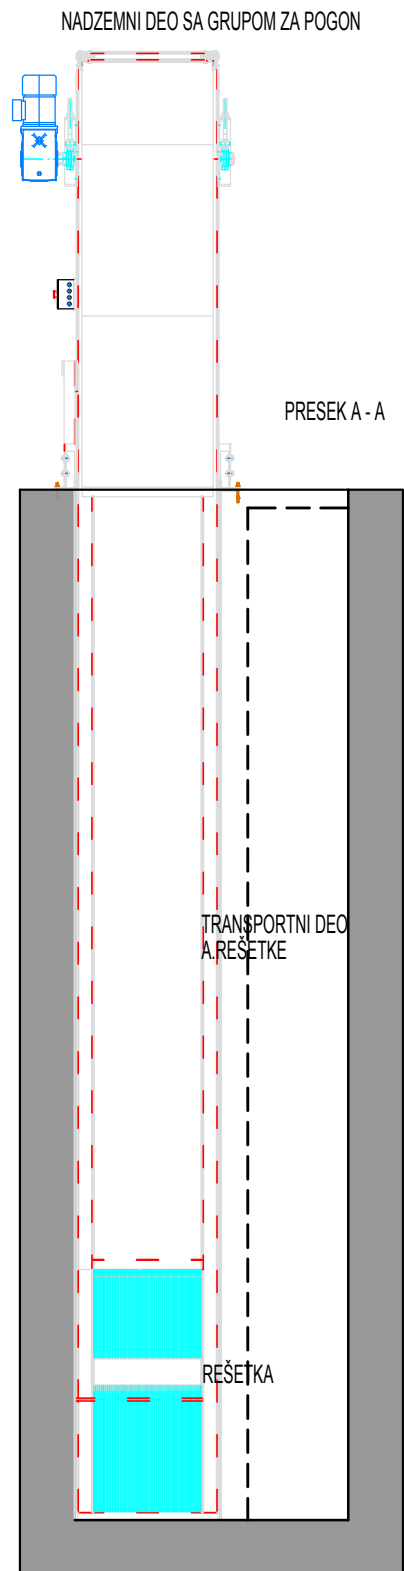 NADZEMNI DEO SA GRUPOM ZA POGON
PRESEK A - A
TRANSPORTNI DEO
A.REŠETKE
REŠETKA